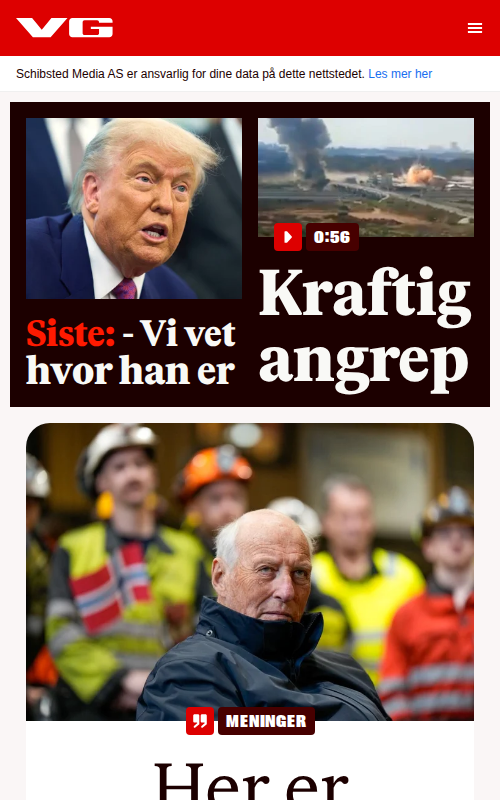 VG
Schibsted Media AS er ansvarlig for dine data på dette nettstedet. Les mer her
Siste: - Vi vet
hvor han er
0:56
Kraftig
angrep
MENINGER
Her er